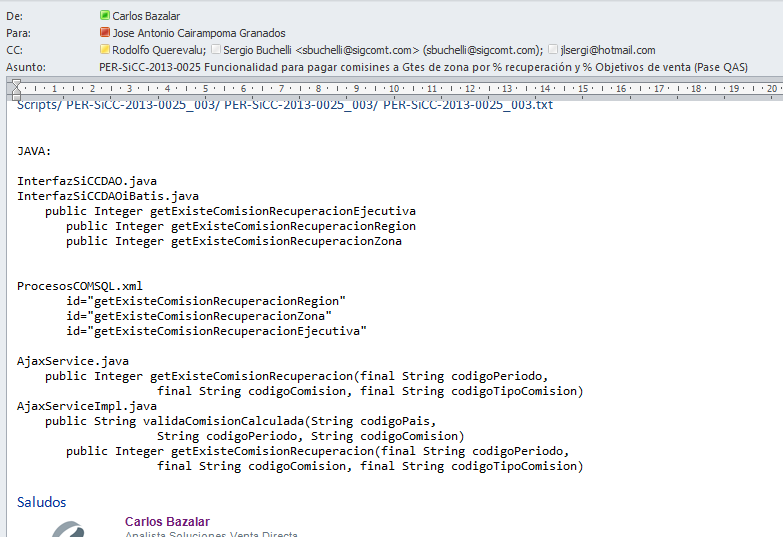 De: Carlos Bazalar
Para: Jose Antonio Cairampoma Granados
CC: Rodolfo Querevalu; Sergio Buchelli <sbuchelli@sigcomt.com> (sbuchelli@sigcomt.com); jlsergi@hotmail.com
Asunto: PER-SiCC-2013-0025 Funcionalidad para pagar comisines a Gtes de zona por % recuperación y % Objetivos de venta (Pase QAS)
1 2 3 4 5 6 7 8 9 10 11 12 13 14 15 16 17 18 19 20
Scripts/ PER-SiCC-2013-0025_003/ PER-SiCC-2013-0025_003/ PER-SiCC-2013-0025_003.txt
JAVA:
InterfazSiCCDAO.java
InterfazSiCCDAOiBatis.java
public Integer getExisteComisionRecuperacionEjecutiva
public Integer getExisteComisionRecuperacionRegion
public Integer getExisteComisionRecuperacionZona
ProcesosCOMSQL.xml
id="getExisteComisionRecuperacionRegion"
id="getExisteComisionRecuperacionZona"
id="getExisteComisionRecuperacionEjecutiva"
AjaxService.java
public Integer getExisteComisionRecuperacion(final String codigoPeriodo,
final String codigoComision, final String codigoTipoComision)
AjaxServiceImpl.java
public String validaComisionCalculada(String codigoPais,
String codigoPeriodo, String codigoComision)
public Integer getExisteComisionRecuperacion(final String codigoPeriodo,
final String codigoComision, final String codigoTipoComision)
Saludos
Carlos Bazalar
Analista Soluciones Venta Directa